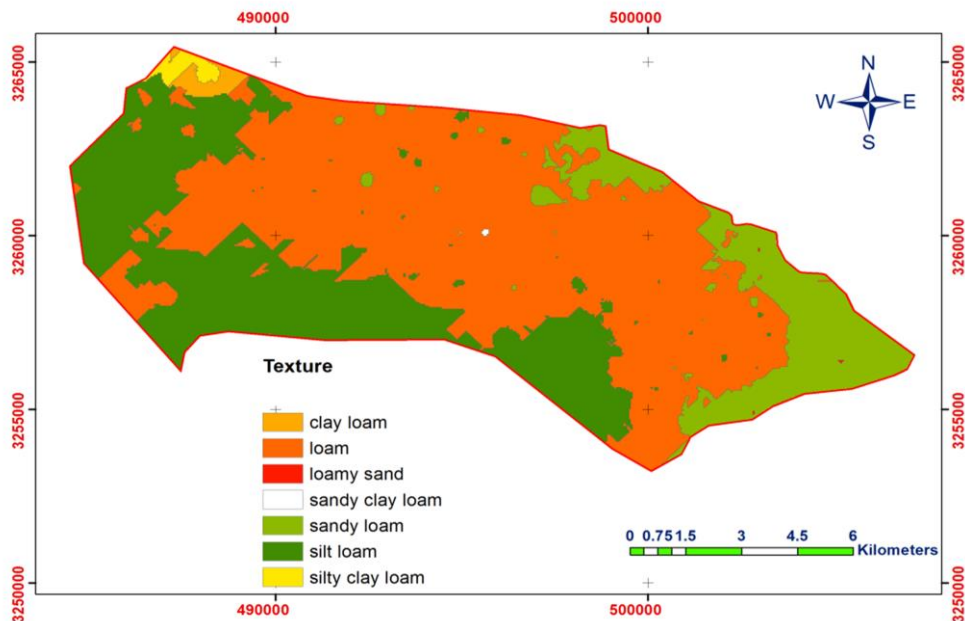 490000 500000
3265000 3265000
N
W E
S
3260000 3260000
Texture
clay loam
loam
loamy sand
sandy clay loam
sandy loam
silt loam
silty clay loam
3255000 3255000
0 0.75 1.5 3 4.5 6
Kilometers
3250000 3250000
490000 500000